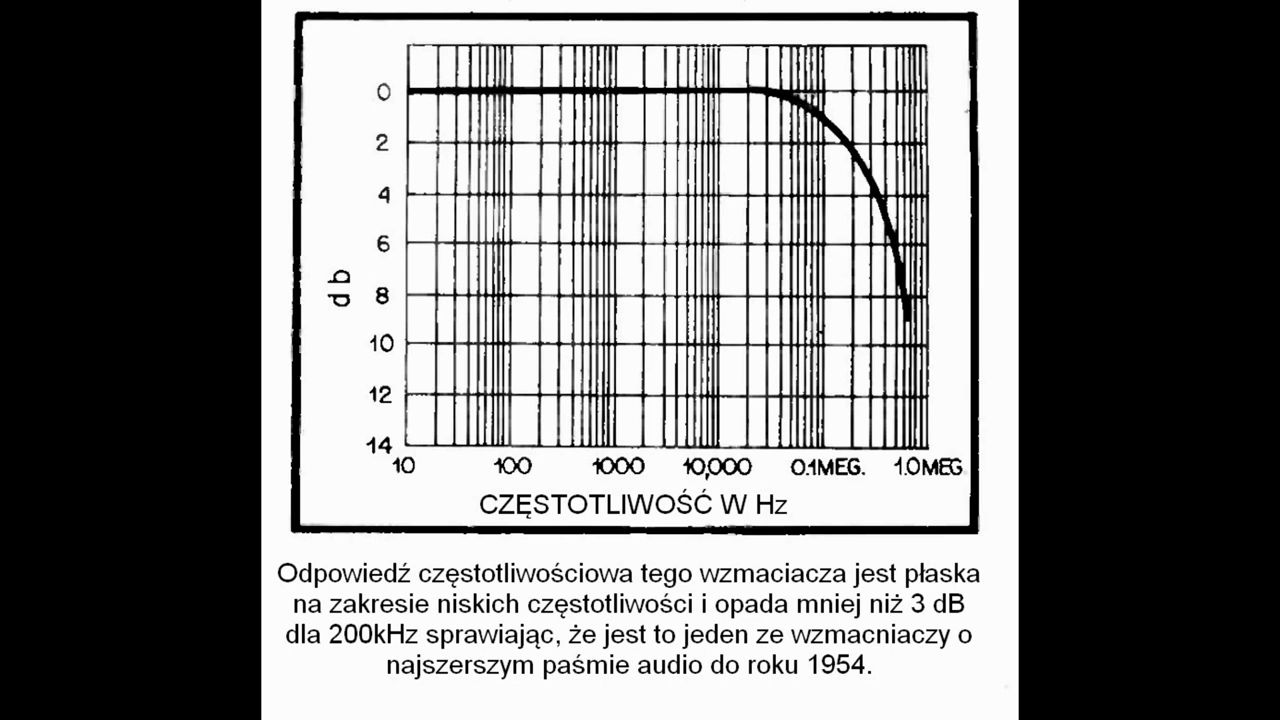 0
2
4
6
8
10
12
14
db
10 100 1000 10,000 0.1MEG. 1.0MEG
CZĘSTOTLIWOŚĆ W Hz
Odpowiedź częstotliwościowa tego wzmaciacza jest płaska
na zakresie niskich częstotliwości i opada mniej niż 3 dB
dla 200kHz sprawiając, że jest to jeden ze wzmacniaczy o
najszerszym paśmie audio do roku 1954.